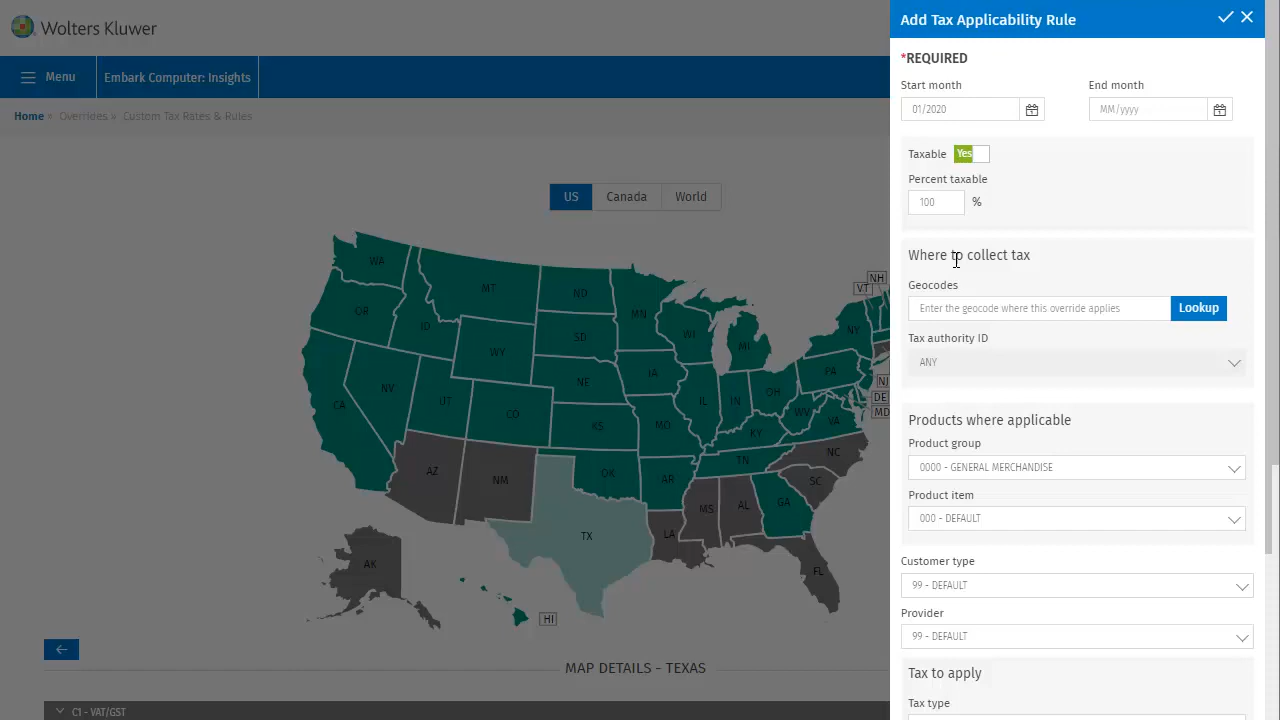 Wolters Kluwer
Menu
Embark Computer: Insights
Home » Overrides » Custom Tax Rates & Rules
US
Canada
World
WA
OR
CA
NV
ID
MT
WY
UT
CO
AZ
NM
ND
SD
NE
KS
OK
TX
MN
IA
MO
AR
LA
WI
IL
MI
IN
OH
KY
TN
MS
AL
GA
FL
SC
NC
VA
WV
PA
NY
VT
NH
NJ
DE
MD
AK
HI
MAP DETAILS - TEXAS
C1 - VAT/GST
Add Tax Applicability Rule
*REQUIRED
Start month
End month
01/2020
MM/yyyy
Taxable
Yes
Percent taxable
100
%
Where to collect tax
Geocodes
Enter the geocode where this override applies
Lookup
Tax authority ID
ANY
Products where applicable
Product group
0000 - GENERAL MERCHANDISE
Product item
000 - DEFAULT
Customer type
99 - DEFAULT
Provider
99 - DEFAULT
Tax to apply
Tax type